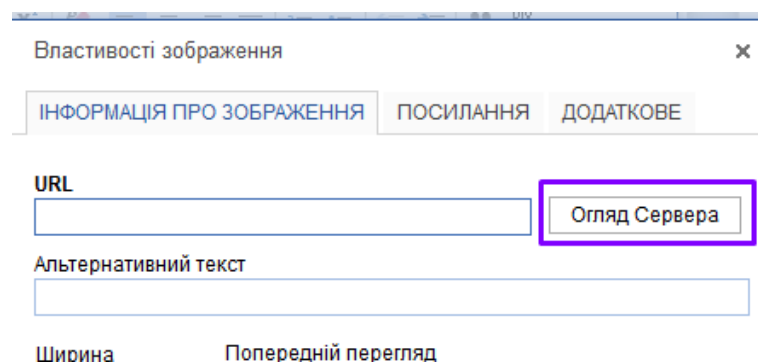 Властивості зображення ×
ІНФОРМАЦІЯ ПРО ЗОБРАЖЕННЯ ПОСИЛАННЯ ДОДАТКОВЕ
URL
Огляд Сервера
Альтернативний текст
Ширина Попередній перегляд